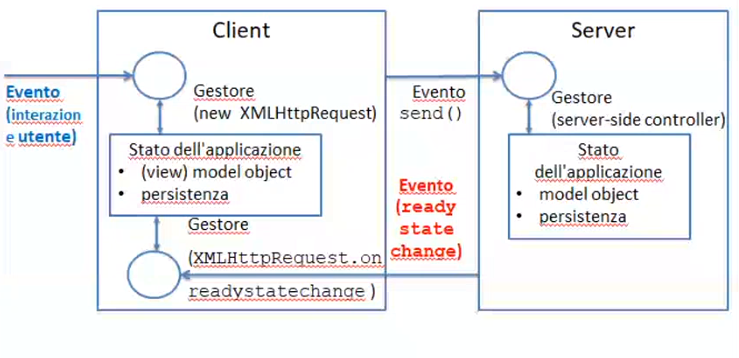 Client
Server
Evento
(interazion
e utente)
Gestore
(new XMLHttpRequest)
Stato dell'applicazione
• (view) model object
• persistenza
Gestore
(XMLHttpRequest.on
readystatechange)
Evento
send()
Evento
(ready
state
change)
Gestore
(server-side controller)
Stato
dell'applicazione
• model object
• persistenza